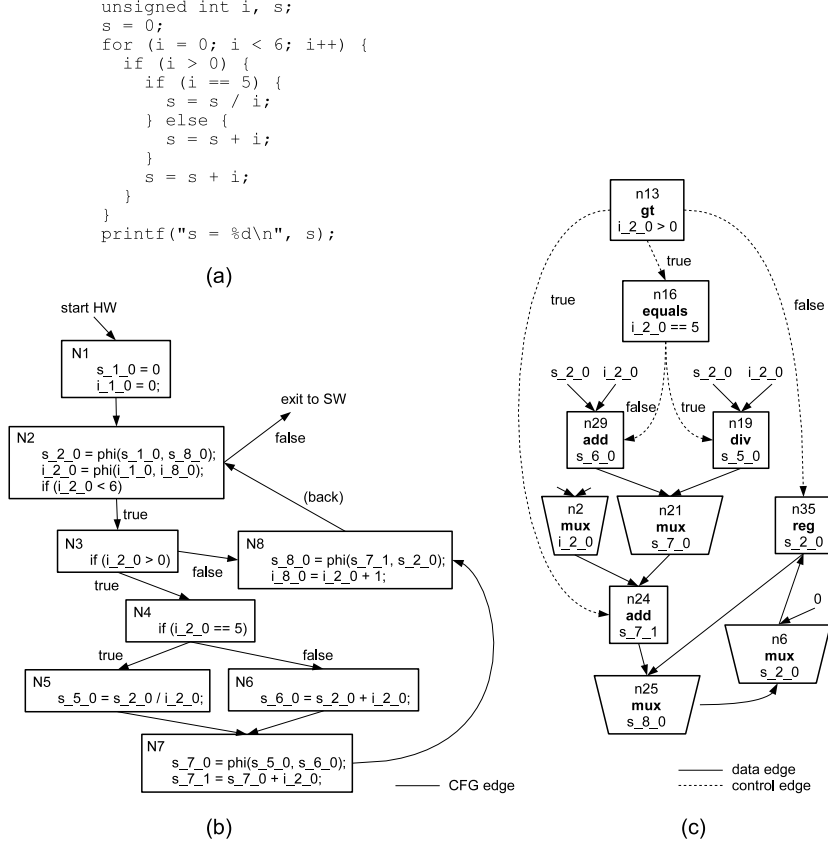 unsigned int i, s;
s = 0;
for (i = 0; i < 6; i++) {
if (i > 0) {
if (i == 5) {
s = s / i;
} else {
s = s + i;
}
s = s + i;
}
}
printf("s = %d\n", s);
(a)
start HW
N1
s_1_0 = 0
i_1_0 = 0;
exit to SW
false
N2
s_2_0 = phi(s_1_0, s_8_0);
i_2_0 = phi(i_1_0, i_8_0);
if (i_2_0 < 6)
true
(back)
N3
if (i_2_0 > 0)
false
N8
s_8_0 = phi(s_7_1, s_2_0);
i_8_0 = i_2_0 + 1;
true
N4
if (i_2_0 == 5)
true
false
N5
s_5_0 = s_2_0 / i_2_0;
N6
s_6_0 = s_2_0 + i_2_0;
N7
s_7_0 = phi(s_5_0, s_6_0);
s_7_1 = s_7_0 + i_2_0;
CFG edge
(b)
n13
gt
i_2_0 > 0
true
true
false
n16
equals
i_2_0 == 5
s_2_0 i_2_0
s_2_0 i_2_0
false
true
n29
add
s_6_0
n19
div
s_5_0
n2
mux
i_2_0
n21
mux
s_7_0
n35
reg
s_2_0
n24
add
s_7_1
0
n6
mux
s_2_0
n25
mux
s_8_0
data edge
control edge
(c)